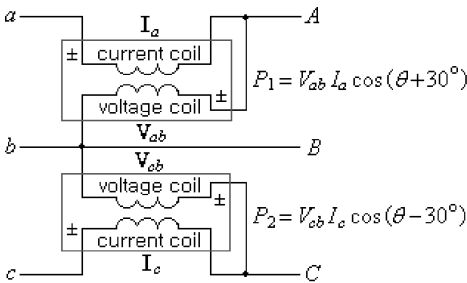 a I_a A
± current coil
voltage coil ±
P_1 = V_ab I_a cos(θ+30°)
V_ab
b B
V_cb
voltage coil ±
± current coil
P_2 = V_cb I_c cos(θ−30°)
c I_c C